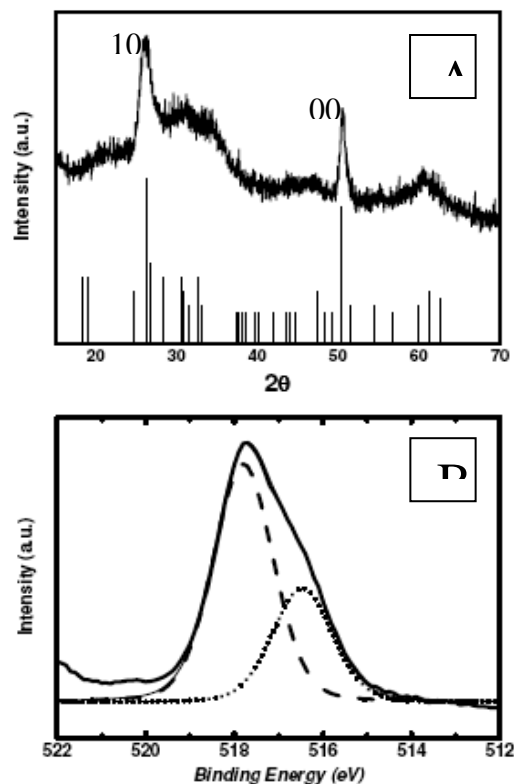 10
00
Intensity (a.u.)
20 30 40 50 60 70
2θ
Intensity (a.u.)
522 520 518 516 514 512
Binding Energy (eV)